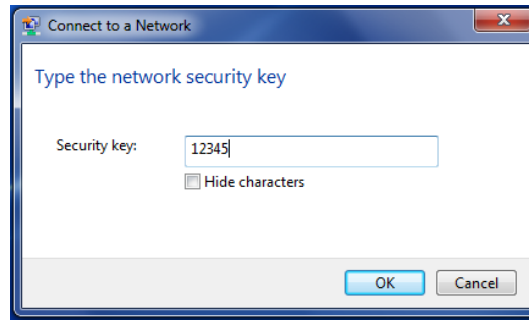 Connect to a Network
Type the network security key
Security key: 12345
Hide characters
OK Cancel